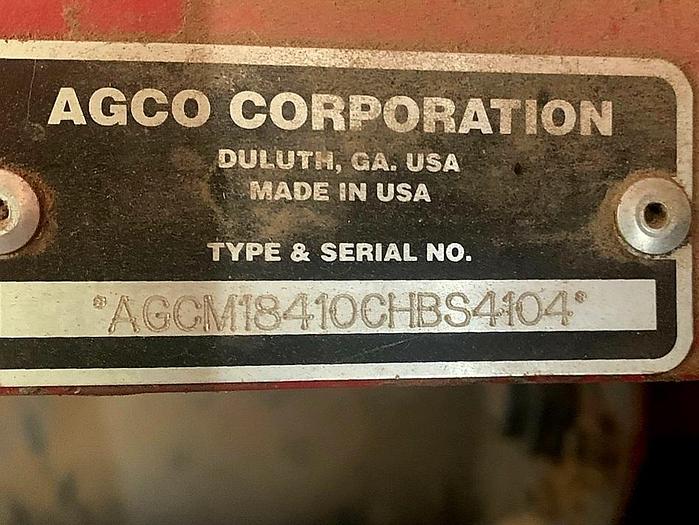 AGCO CORPORATION
DULUTH, GA. USA
MADE IN USA
TYPE & SERIAL NO.
*AGCM18410CHBS4104*